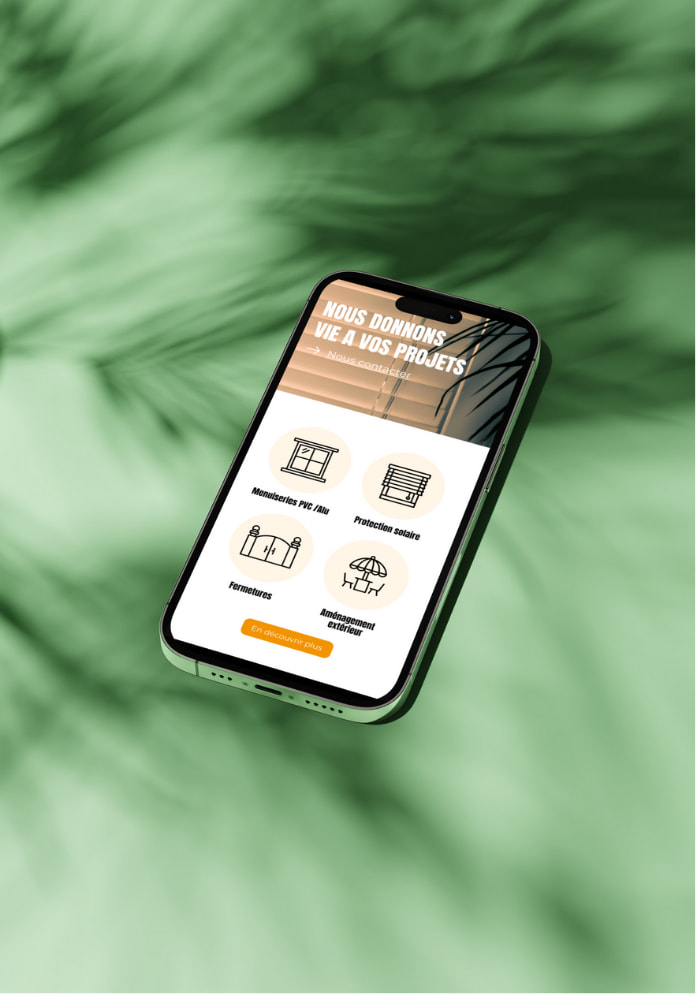 NOUS DONNONS
VIE A VOS PROJETS
→ Nous contacter
Menuiseries PVC /Alu
Protection solaire
Fermetures
Aménagement
extérieur
En découvrir plus